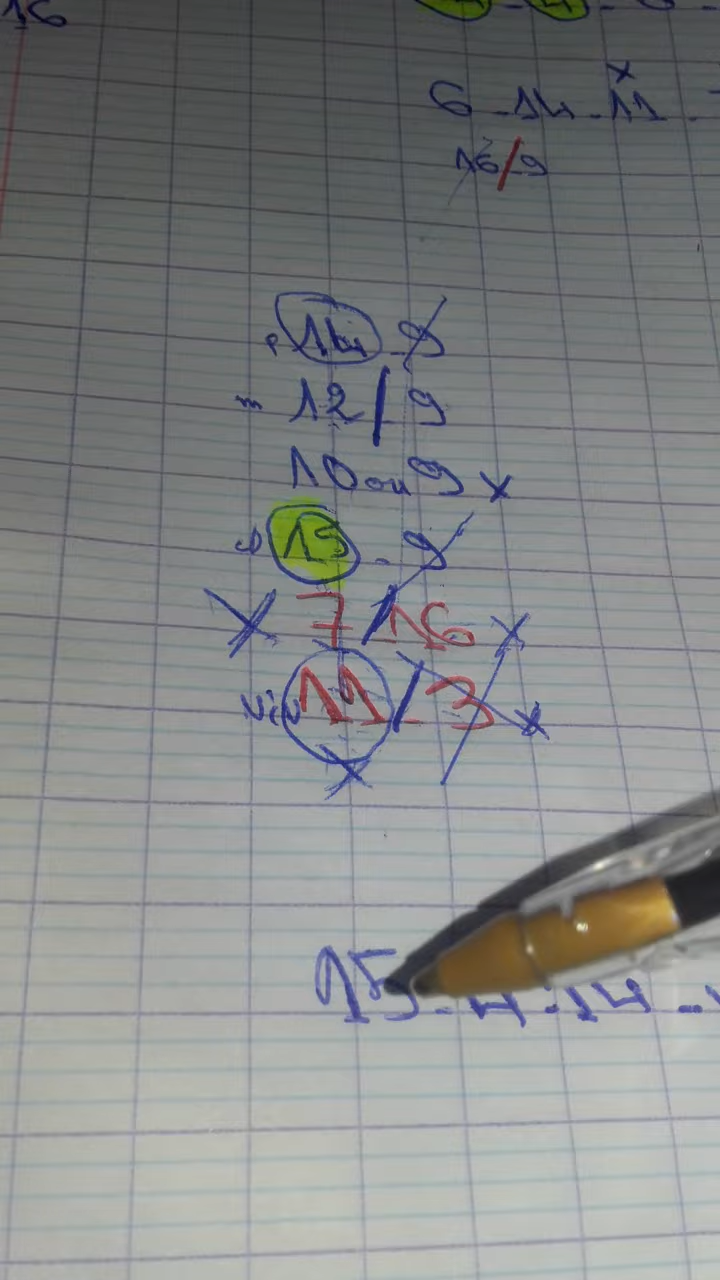 16
6 - 14 - 11 -
16/9
14 - 9
12 / 9
10 ou 9 x
15 - 9
x 7 / 16 x
11 / 3 x
x
15 - 4 - 14 -